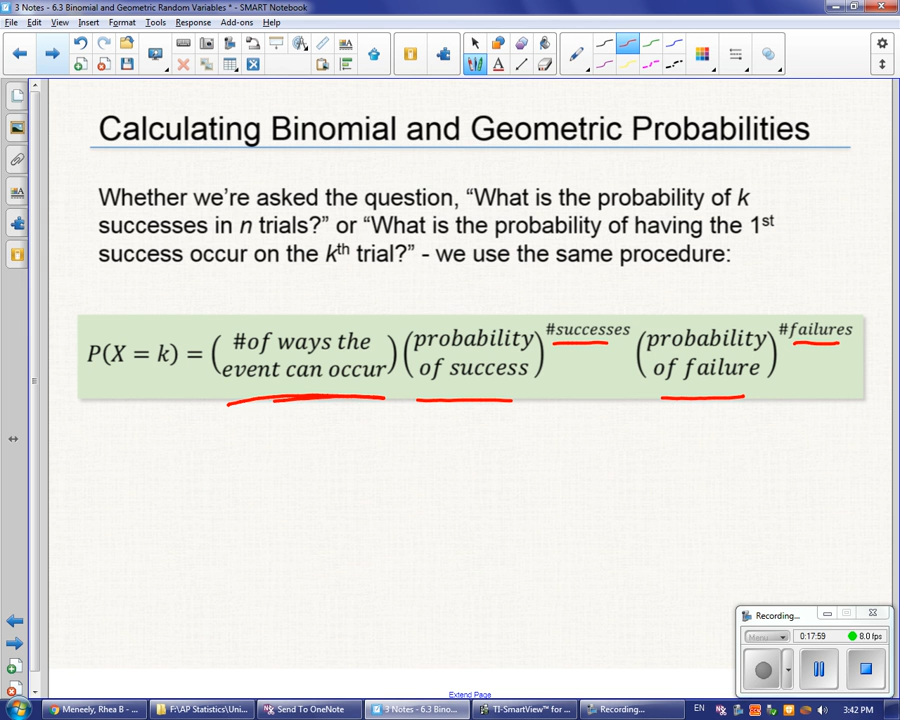 3 Notes - 6.3 Binomial and Geometric Random Variables * - SMART Notebook
File Edit View Insert Format Tools Response Add-ons Help
Calculating Binomial and Geometric Probabilities
Whether we're asked the question, “What is the probability of k
successes in n trials?” or “What is the probability of having the 1st
success occur on the kth trial?” - we use the same procedure:
P(X = k) = (#of ways the event can occur) (probability of success)^#successes (probability of failure)^#failures
Recording...
Menu
0:17:59
8.0 fps
Extend Page
Meneely, Rhea B - ...
F:\AP Statistics\Uni...
Send To OneNote
3 Notes - 6.3 Bino...
TI-SmartView™ for ...
Recording...
EN
3:42 PM